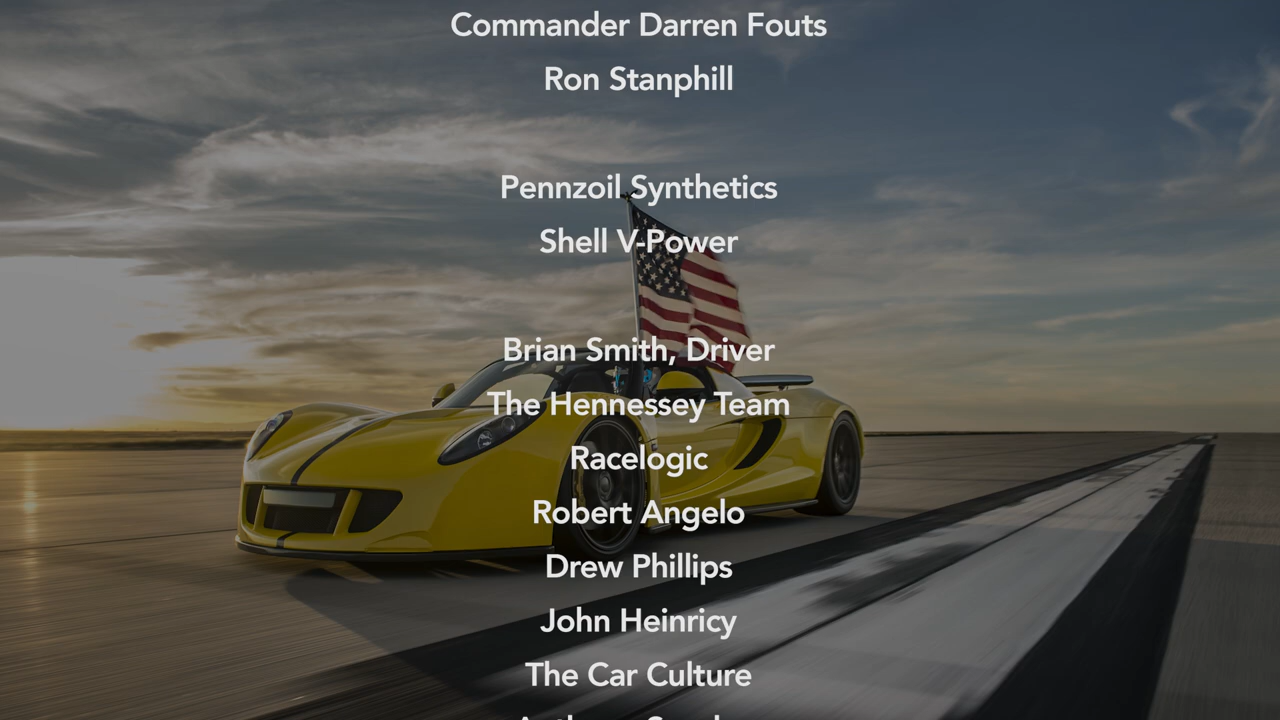 Commander Darren Fouts
Ron Stanphill
Pennzoil Synthetics
Shell V-Power
Brian Smith, Driver
The Hennessey Team
Racelogic
Robert Angelo
Drew Phillips
John Heinricy
The Car Culture